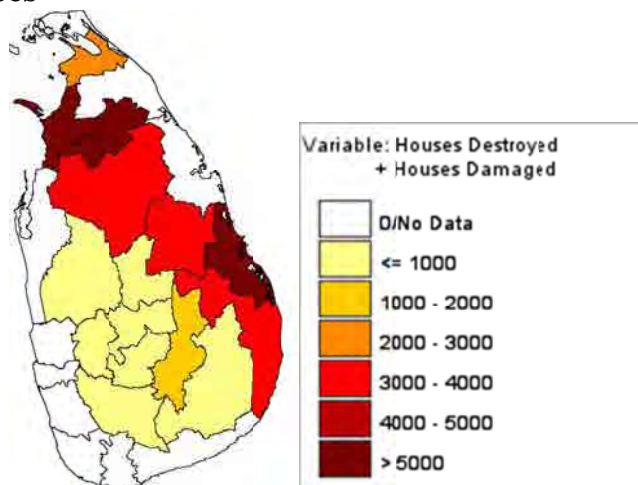 Variable: Houses Destroyed
+ Houses Damaged
0/No Data
<= 1000
1000 - 2000
2000 - 3000
3000 - 4000
4000 - 5000
> 5000